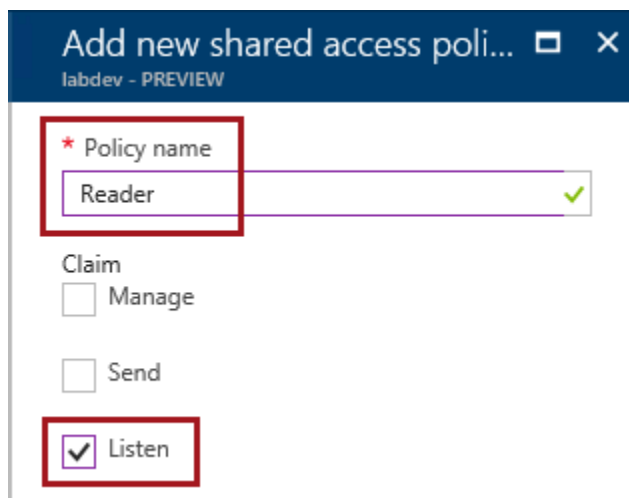 Add new shared access poli...
labdev - PREVIEW
* Policy name
Reader
Claim
Manage
Send
Listen